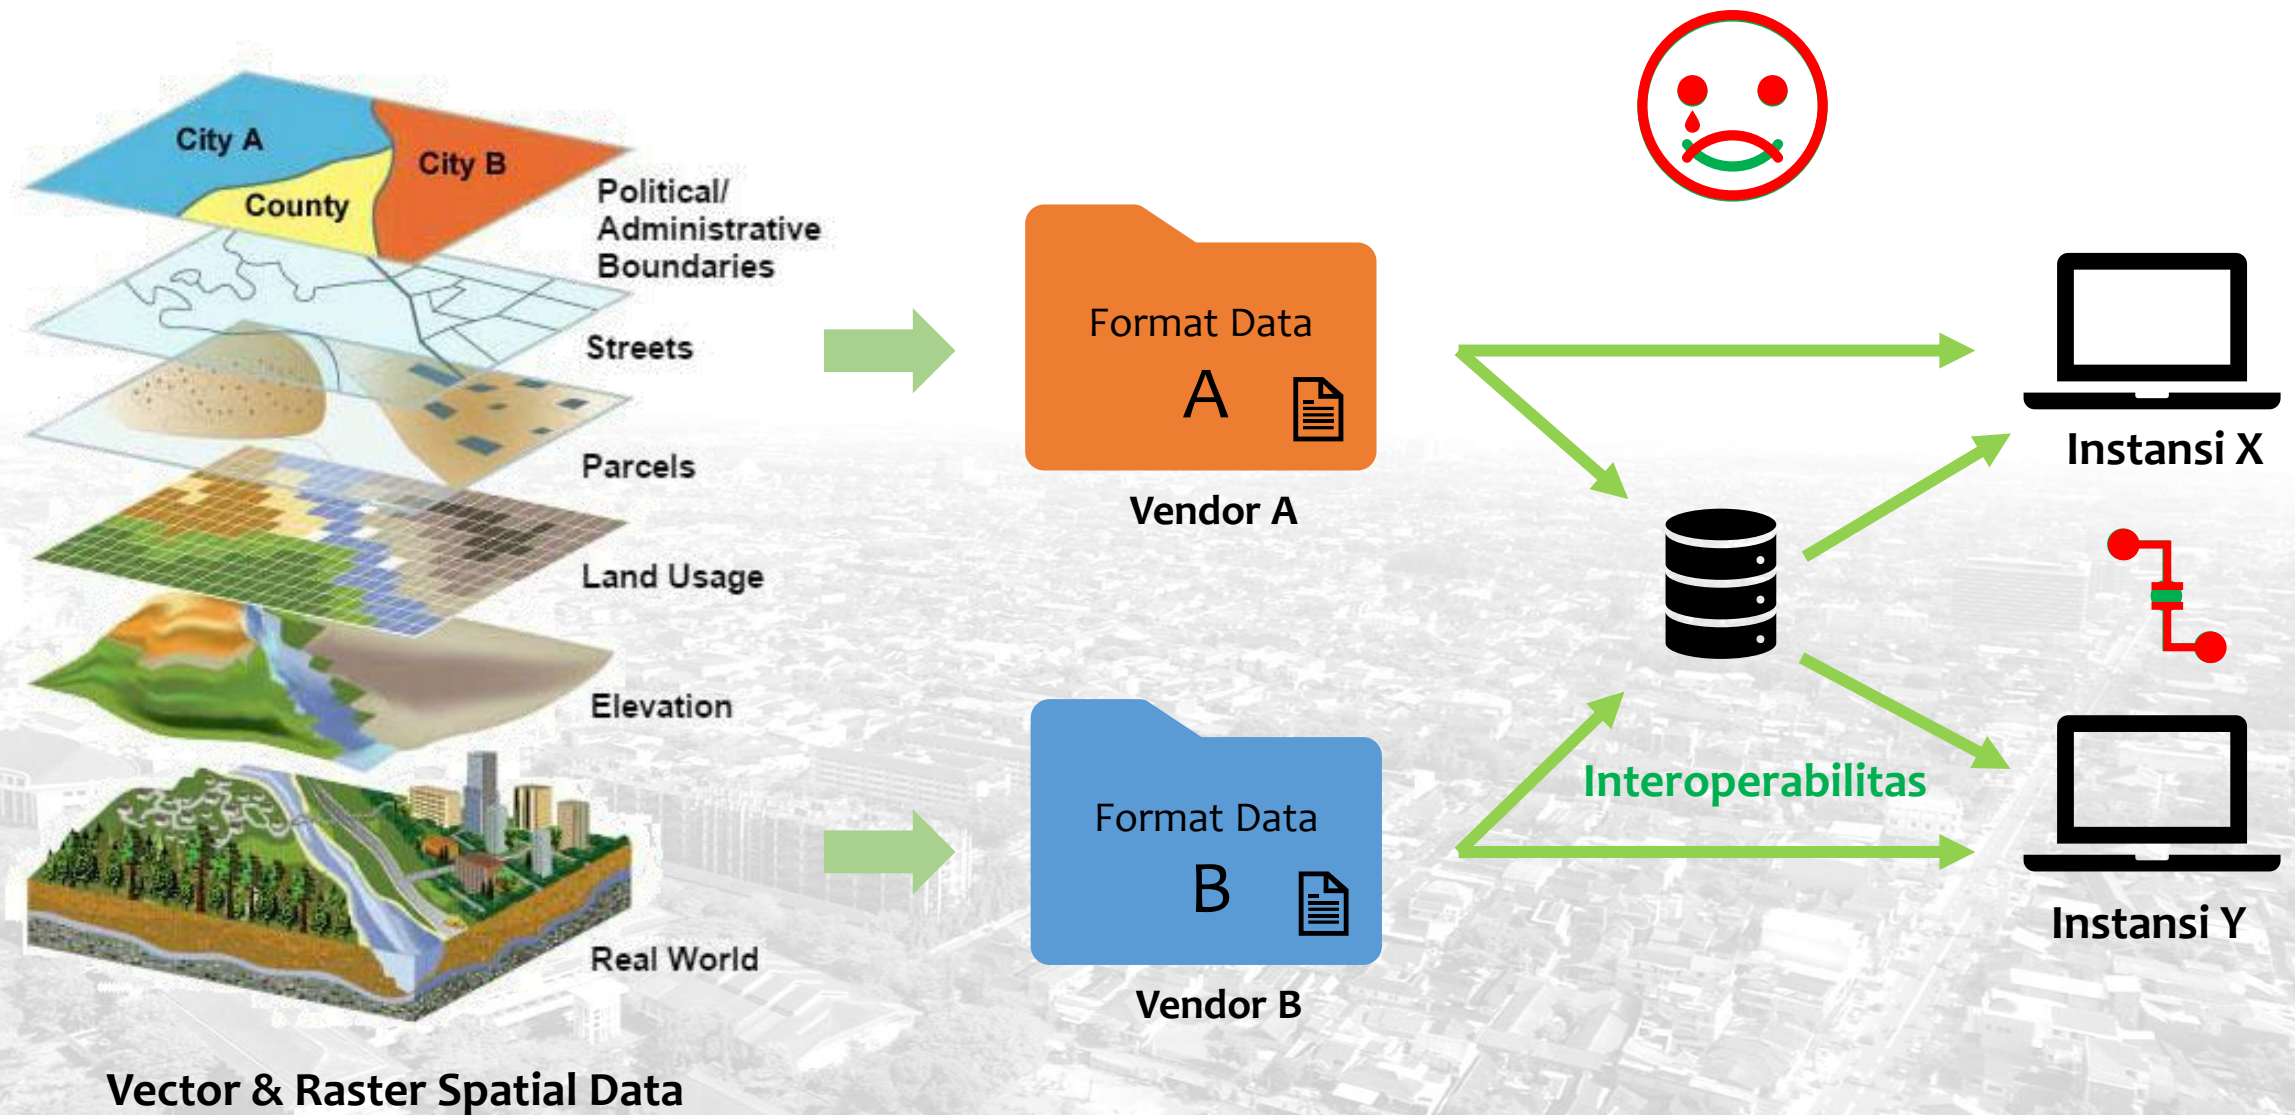 City A
City B
County
Political/
Administrative
Boundaries
Streets
Parcels
Land Usage
Elevation
Real World
Vector & Raster Spatial Data
Format Data
A
Vendor A
Format Data
B
Vendor B
Interoperabilitas
Instansi X
Instansi Y